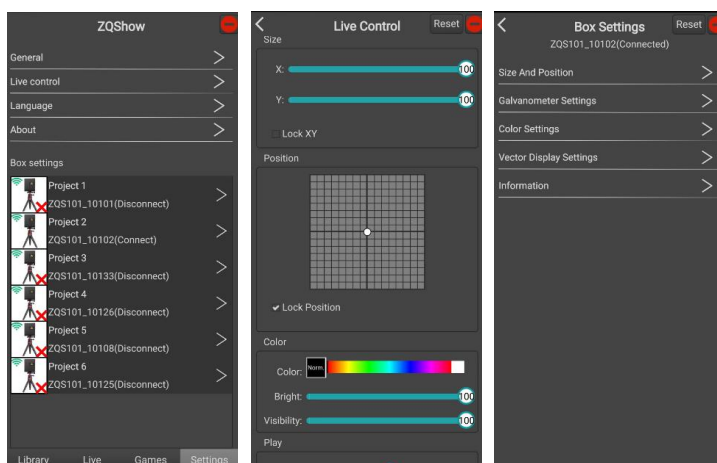 ZQShow
General
Live control
Language
About
Box settings
Project 1
ZQS101_10101(Disconnect)
Project 2
ZQS101_10102(Connect)
Project 3
ZQS101_10133(Disconnect)
Project 4
ZQS101_10126(Disconnect)
Project 5
ZQS101_10108(Disconnect)
Project 6
ZQS101_10125(Disconnect)
Library Live Games Settings
Live Control Reset
Size
X: 100
Y: 100
Lock XY
Position
Lock Position
Color
Color: Norm.
Bright: 100
Visibility: 100
Play
Box Settings Reset
ZQS101_10102(Connected)
Size And Position
Galvanometer Settings
Color Settings
Vector Display Settings
Information